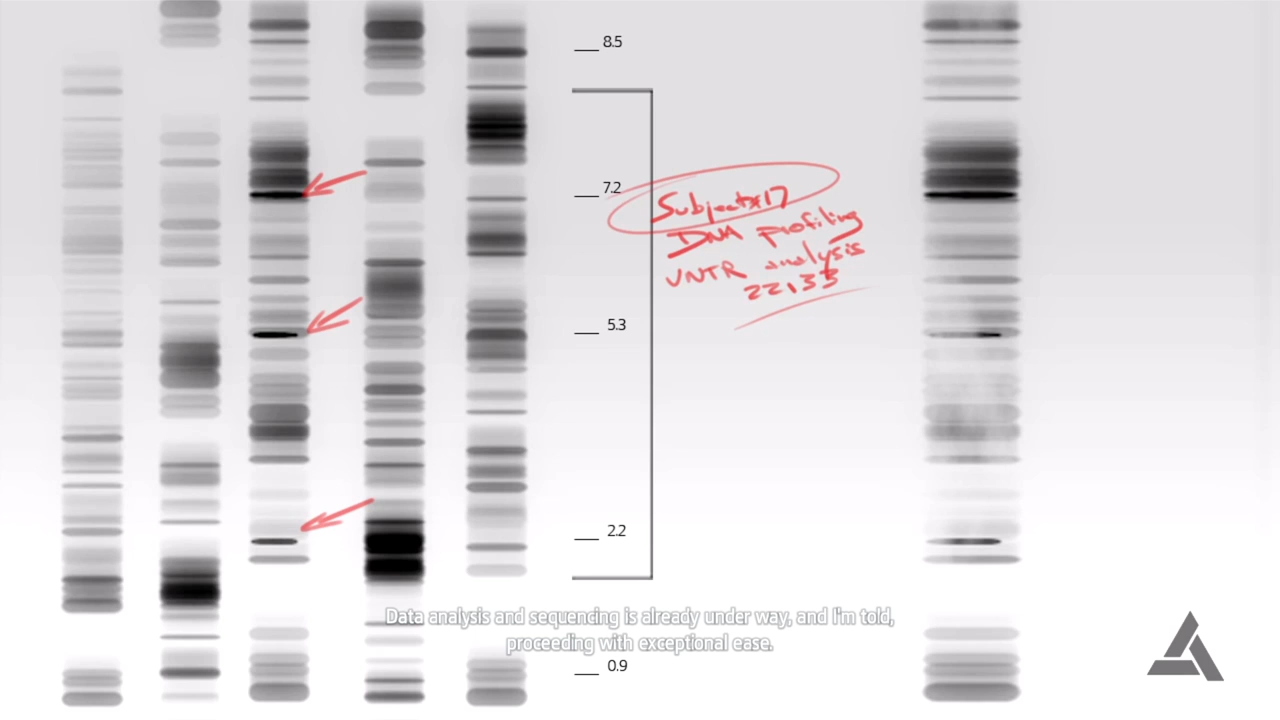 8.5
7.2
Subject#17
DNA profiling
VNTR analysis
22133
5.3
2.2
Data analysis and sequencing is already under way, and I'm told,
proceeding with exceptional ease.
0.9